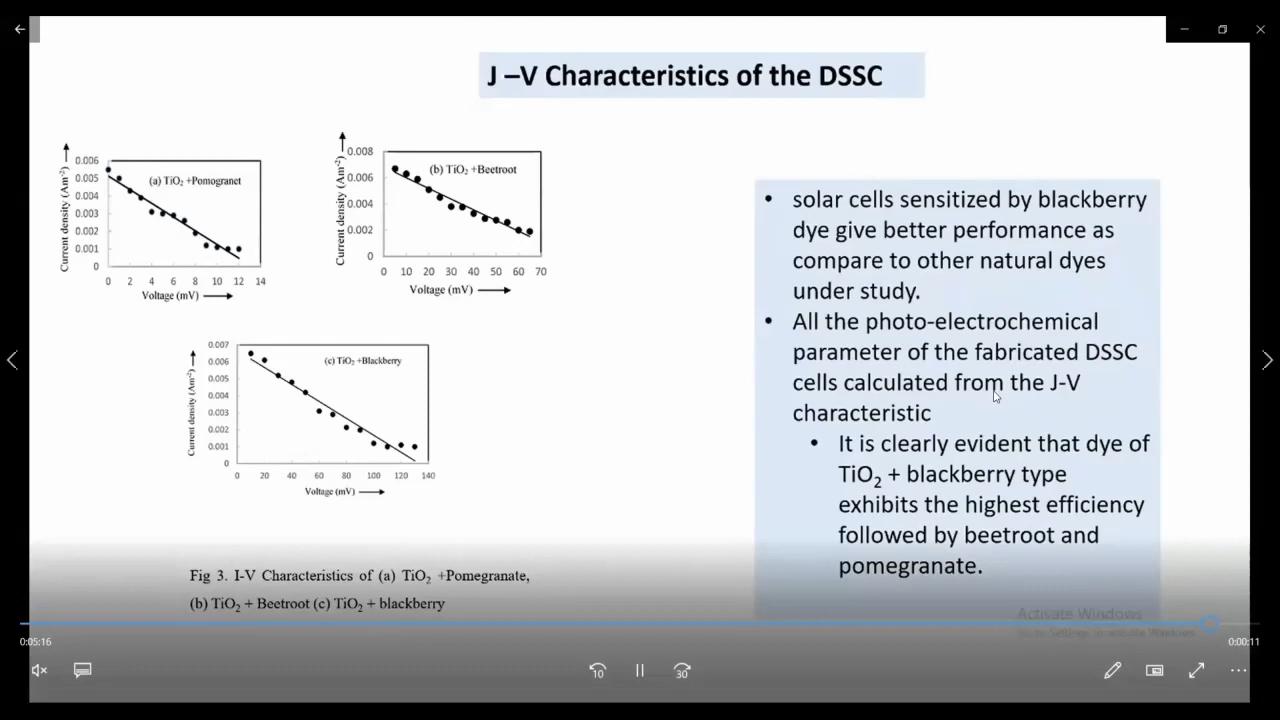 J –V Characteristics of the DSSC
Current density (Am⁻²)
0.006
0.005
0.004
0.003
0.002
0.001
0
(a) TiO₂ +Pomogranet
0 2 4 6 8 10 12 14
Voltage (mV)
Current density (Am⁻²)
0.008
0.006
0.004
0.002
0
(b) TiO₂ +Beetroot
0 10 20 30 40 50 60 70
Voltage (mV)
Current density (Am⁻²)
0.007
0.006
0.005
0.004
0.003
0.002
0.001
0
(c) TiO₂ +Blackberry
0 20 40 60 80 100 120 140
Voltage (mV)
Fig 3. I-V Characteristics of (a) TiO₂ +Pomegranate,
(b) TiO₂ + Beetroot (c) TiO₂ + blackberry
• solar cells sensitized by blackberry
dye give better performance as
compare to other natural dyes
under study.
• All the photo-electrochemical
parameter of the fabricated DSSC
cells calculated from the J-V
characteristic
• It is clearly evident that dye of
TiO₂ + blackberry type
exhibits the highest efficiency
followed by beetroot and
pomegranate.
Activate Windows
Go to Settings to activate Windows.
0:05:16
0:00:11
10
30